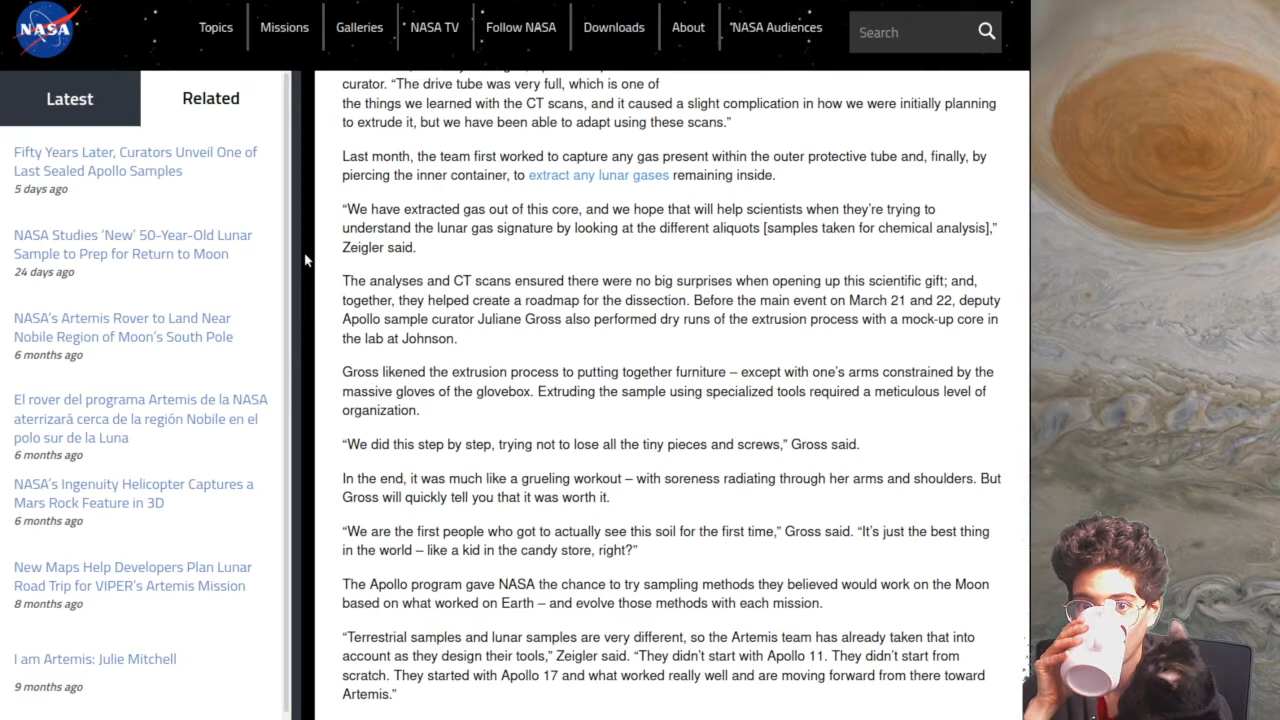 NASA
Topics
Missions
Galleries
NASA TV
Follow NASA
Downloads
About
NASA Audiences
Search
Latest
Related
Fifty Years Later, Curators Unveil One of
Last Sealed Apollo Samples
5 days ago
NASA Studies ‘New’ 50-Year-Old Lunar
Sample to Prep for Return to Moon
24 days ago
NASA’s Artemis Rover to Land Near
Nobile Region of Moon’s South Pole
6 months ago
El rover del programa Artemis de la NASA
aterrizará cerca de la región Nobile en el
polo sur de la Luna
6 months ago
NASA’s Ingenuity Helicopter Captures a
Mars Rock Feature in 3D
6 months ago
New Maps Help Developers Plan Lunar
Road Trip for VIPER’s Artemis Mission
8 months ago
I am Artemis: Julie Mitchell
9 months ago
curator. “The drive tube was very full, which is one of
the things we learned with the CT scans, and it caused a slight complication in how we were initially planning
to extrude it, but we have been able to adapt using these scans.”
Last month, the team first worked to capture any gas present within the outer protective tube and, finally, by
piercing the inner container, to extract any lunar gases remaining inside.
“We have extracted gas out of this core, and we hope that will help scientists when they’re trying to
understand the lunar gas signature by looking at the different aliquots [samples taken for chemical analysis],”
Zeigler said.
The analyses and CT scans ensured there were no big surprises when opening up this scientific gift; and,
together, they helped create a roadmap for the dissection. Before the main event on March 21 and 22, deputy
Apollo sample curator Juliane Gross also performed dry runs of the extrusion process with a mock-up core in
the lab at Johnson.
Gross likened the extrusion process to putting together furniture – except with one’s arms constrained by the
massive gloves of the glovebox. Extruding the sample using specialized tools required a meticulous level of
organization.
“We did this step by step, trying not to lose all the tiny pieces and screws,” Gross said.
In the end, it was much like a grueling workout – with soreness radiating through her arms and shoulders. But
Gross will quickly tell you that it was worth it.
“We are the first people who got to actually see this soil for the first time,” Gross said. “It’s just the best thing
in the world – like a kid in the candy store, right?”
The Apollo program gave NASA the chance to try sampling methods they believed would work on the Moon
based on what worked on Earth – and evolve those methods with each mission.
“Terrestrial samples and lunar samples are very different, so the Artemis team has already taken that into
account as they design their tools,” Zeigler said. “They didn’t start with Apollo 11. They didn’t start from
scratch. They started with Apollo 17 and what worked really well and are moving forward from there toward
Artemis.”